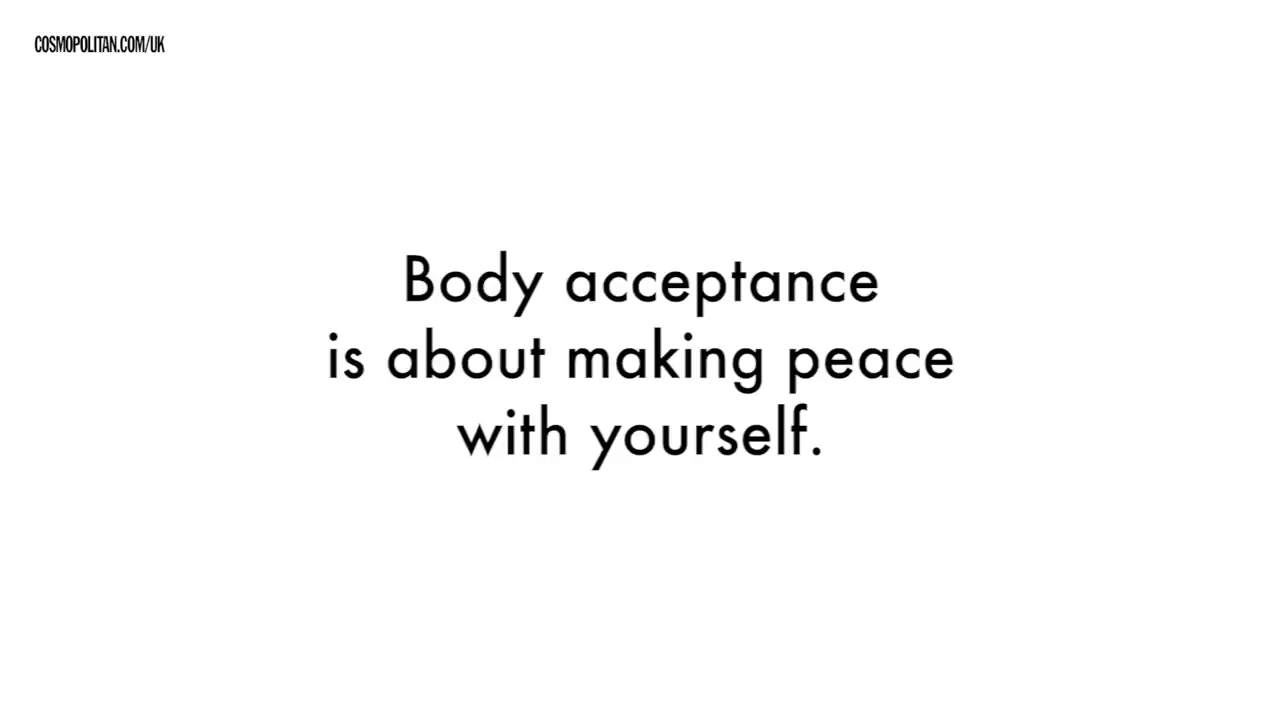 COSMOPOLITAN.COM/UK
Body acceptance
is about making peace
with yourself.